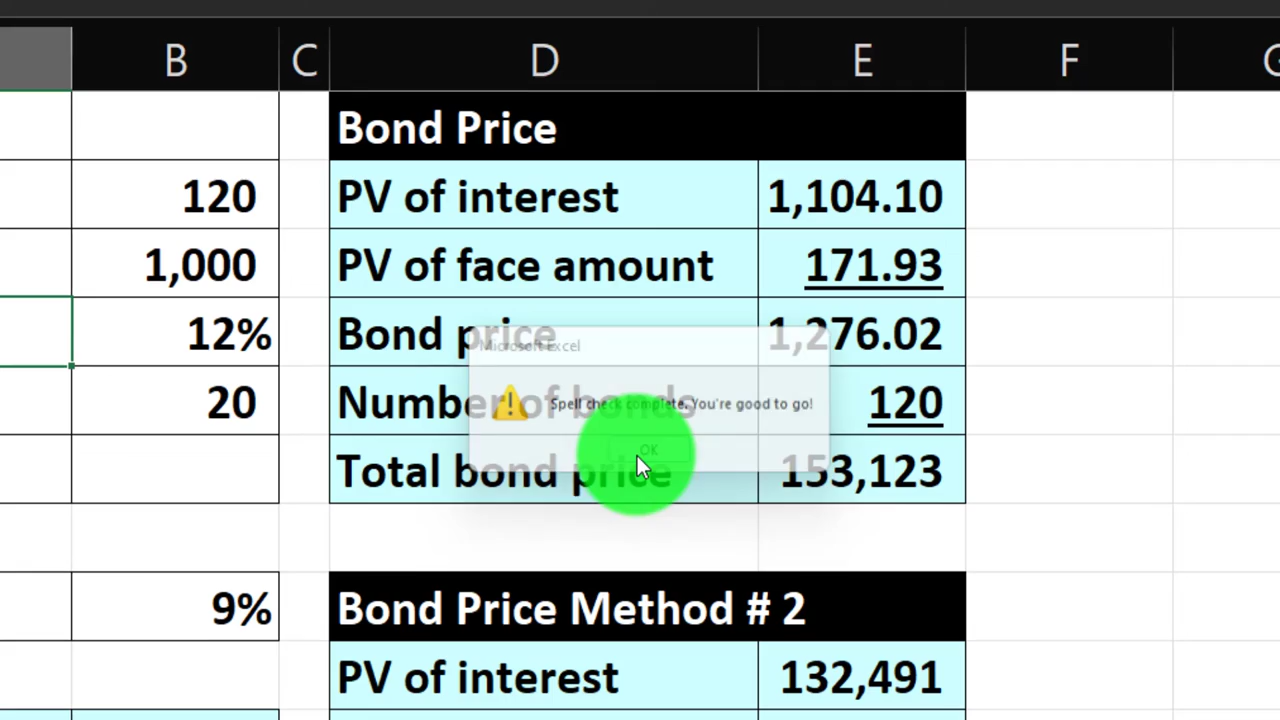 B C D E F G
Bond Price
120 PV of interest 1,104.10
1,000 PV of face amount 171.93
12% Bond price 1,276.02
Microsoft Excel
20 Number of bonds 120
Spell check complete. You're good to go!
OK
Total bond price 153,123
9% Bond Price Method # 2
PV of interest 132,491